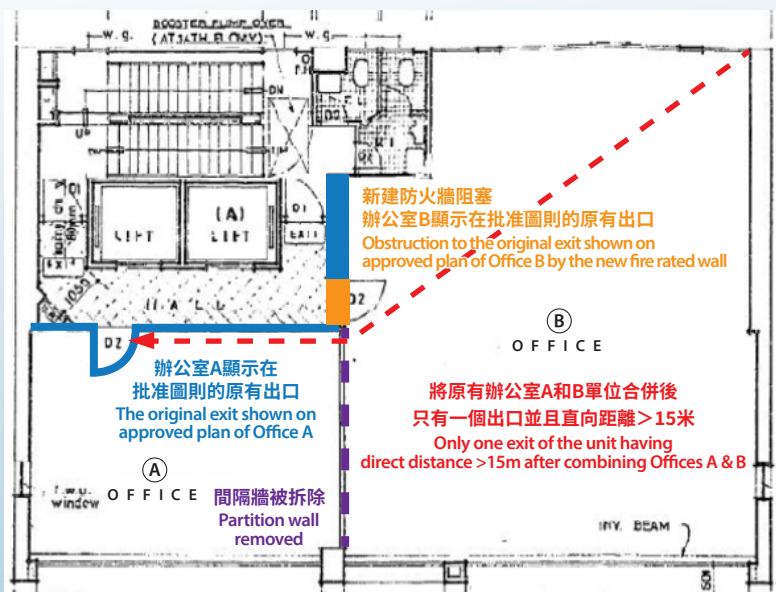 BOOSTER PUMP OVER
(AT 14TH FL. ONLY)
w. g.
w. g.
DN
UP
D1
LIFT
(A)
LIFT
D1
EXIT
HALL
D2
D2
新建防火牆阻塞
辦公室B顯示在批准圖則的原有出口
Obstruction to the original exit shown on
approved plan of Office B by the new fire rated wall
B
OFFICE
辦公室A顯示在
批准圖則的原有出口
The original exit shown on
approved plan of Office A
將原有辦公室A和B單位合併後
只有一個出口並且直向距離＞15米
Only one exit of the unit having
direct distance >15m after combining Offices A & B
A
OFFICE
window
間隔牆被拆除
Partition wall
removed
INV. BEAM